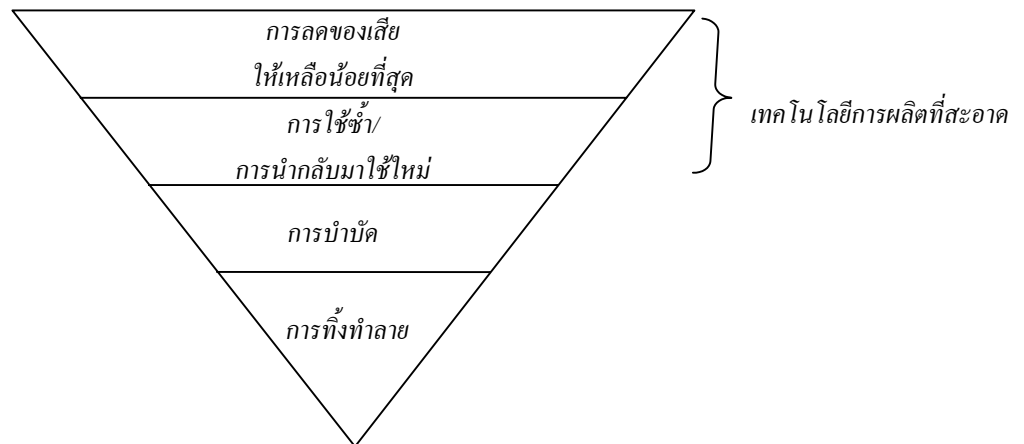 การลดของเสีย
ให้เหลือน้อยที่สุด
การใช้ซ้ำ/
การนำกลับมาใช้ใหม่
เทคโนโลยีการผลิตที่สะอาด
การบำบัด
การทิ้งทำลาย